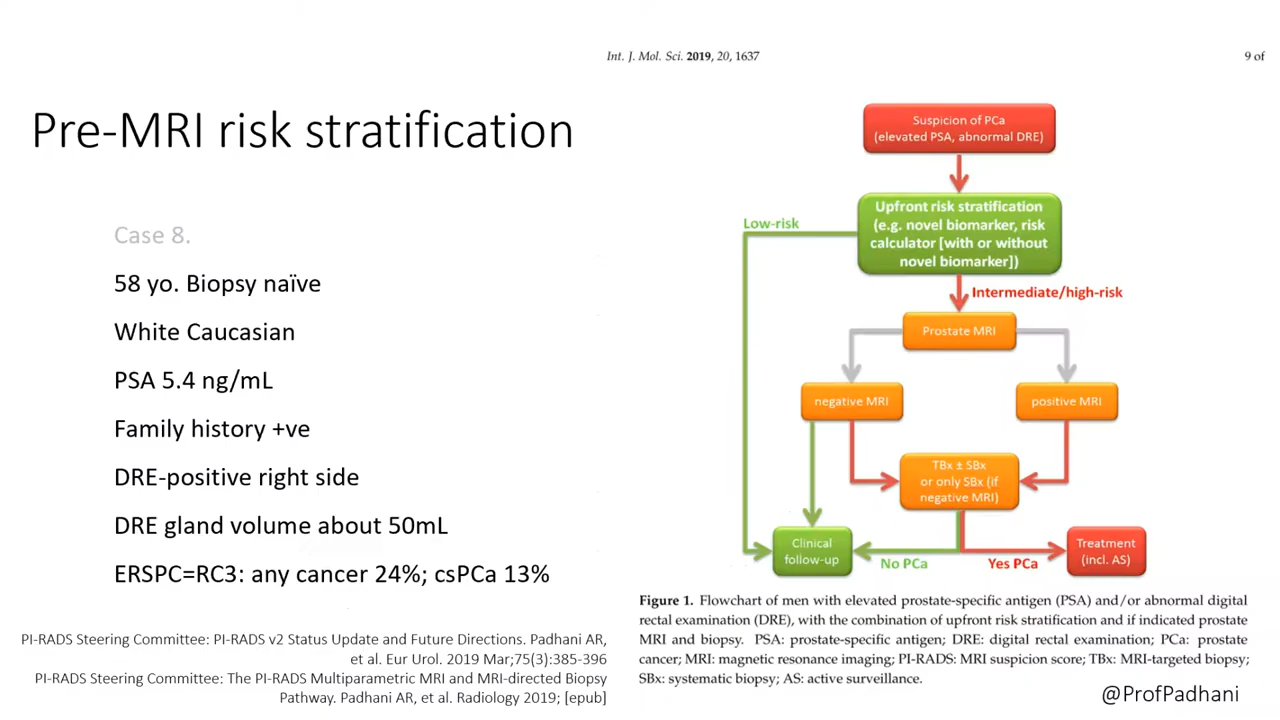 Int. J. Mol. Sci. 2019, 20, 1637
9 of
Pre-MRI risk stratification
Case 8.
58 yo. Biopsy naïve
White Caucasian
PSA 5.4 ng/mL
Family history +ve
DRE-positive right side
DRE gland volume about 50mL
ERSPC=RC3: any cancer 24%; csPCa 13%
PI-RADS Steering Committee: PI-RADS v2 Status Update and Future Directions. Padhani AR,
et al. Eur Urol. 2019 Mar;75(3):385-396
PI-RADS Steering Committee: The PI-RADS Multiparametric MRI and MRI-directed Biopsy
Pathway. Padhani AR, et al. Radiology 2019; [epub]
Suspicion of PCa
(elevated PSA, abnormal DRE)
Upfront risk stratification
(e.g. novel biomarker, risk
calculator [with or without
novel biomarker])
Low-risk
Intermediate/high-risk
Prostate MRI
negative MRI
positive MRI
TBx ± SBx
or only SBx (if
negative MRI)
Clinical
follow-up
No PCa
Yes PCa
Treatment
(incl. AS)
Figure 1. Flowchart of men with elevated prostate-specific antigen (PSA) and/or abnormal digital
rectal examination (DRE), with the combination of upfront risk stratification and if indicated prostate
MRI and biopsy. PSA: prostate-specific antigen; DRE: digital rectal examination; PCa: prostate
cancer; MRI: magnetic resonance imaging; PI-RADS: MRI suspicion score; TBx: MRI-targeted biopsy;
SBx: systematic biopsy; AS: active surveillance.
@ProfPadhani